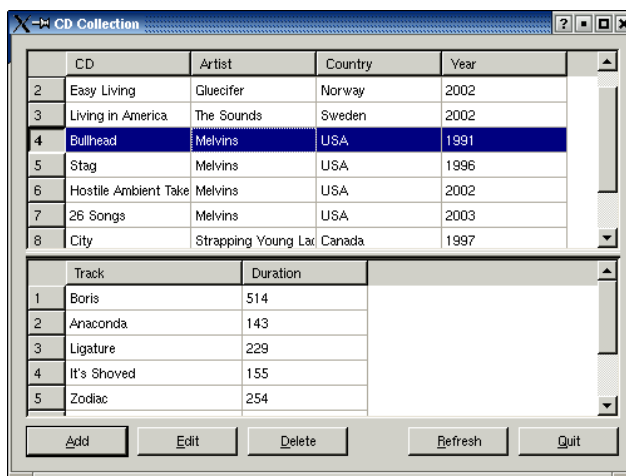 CD Collection
CD Artist Country Year
2 Easy Living Gluecifer Norway 2002
3 Living in America The Sounds Sweden 2002
4 Bullhead Melvins USA 1991
5 Stag Melvins USA 1996
6 Hostile Ambient Take Melvins USA 2002
7 26 Songs Melvins USA 2003
8 City Strapping Young Lad Canada 1997
Track Duration
1 Boris 514
2 Anaconda 143
3 Ligature 229
4 It's Shoved 155
5 Zodiac 254
Add Edit Delete Refresh Quit